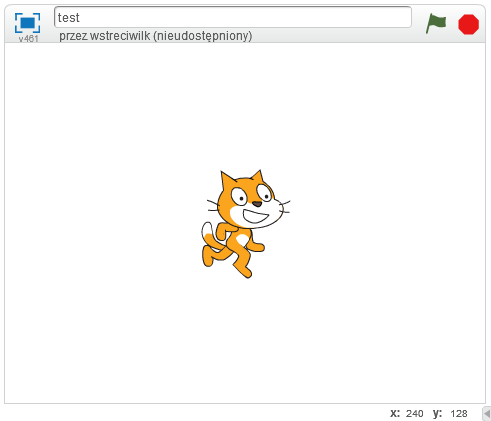 test
v461
przez wstreciwilk (nieudostępniony)
x: 240 y: 128